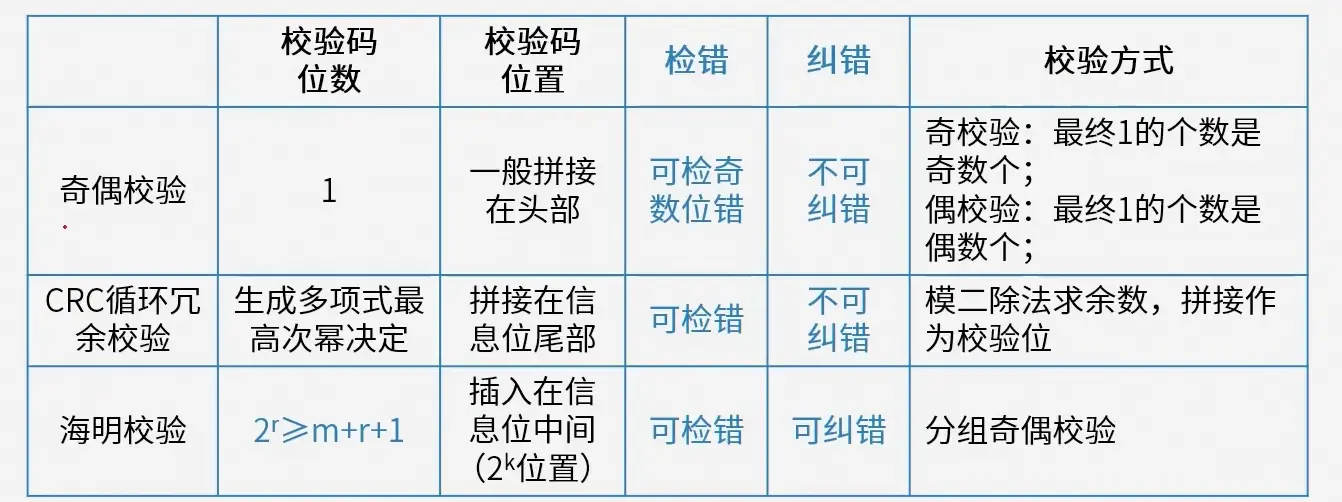 校验码
位数
校验码
位置
检错
纠错
校验方式
奇偶校验
1
一般拼接
在头部
可检奇
数位错
不可
纠错
奇校验：最终1的个数是
奇数个；
偶校验：最终1的个数是
偶数个；
CRC循环冗
余校验
生成多项式最
高次幂决定
拼接在信
息位尾部
可检错
不可
纠错
模二除法求余数，拼接作
为校验位
海明校验
2ʳ⩾m+r+1
插入在信
息位中间
（2ᵏ位置）
可检错
可纠错
分组奇偶校验